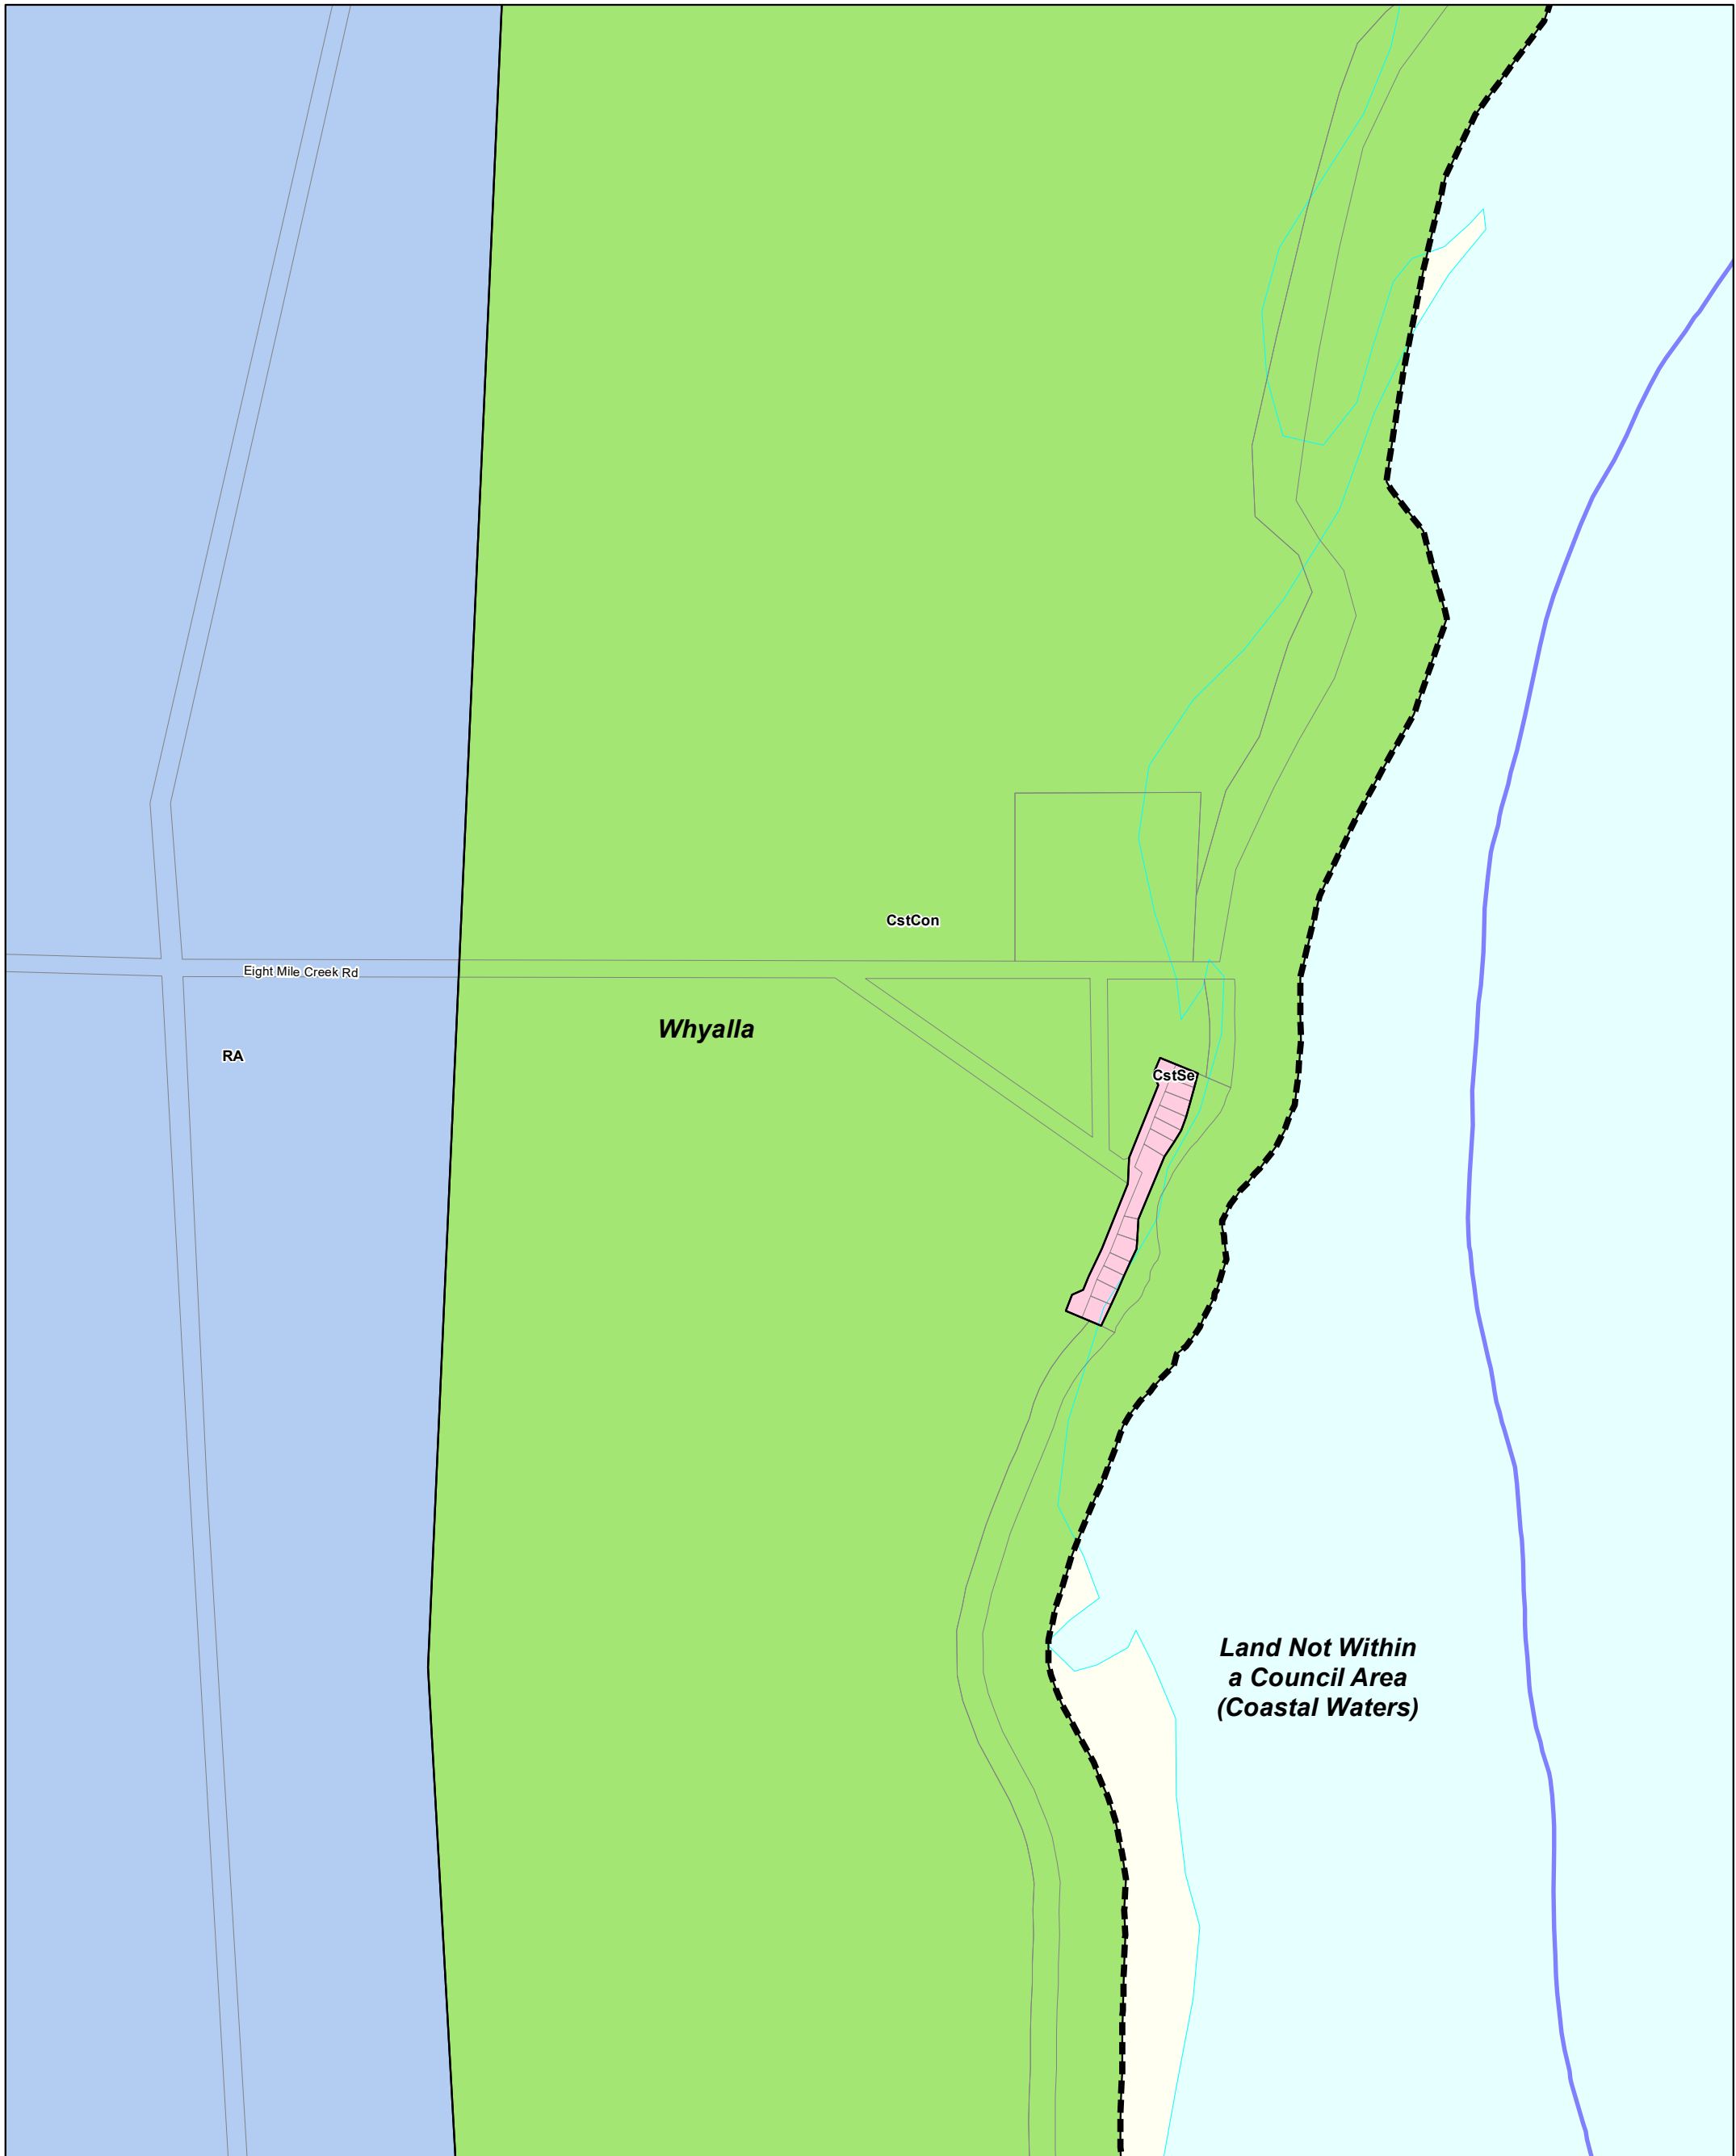 CstCon
Eight Mile Creek Rd
Whyalla
RA
CstSe
Land Not Within
a Council Area
(Coastal Waters)